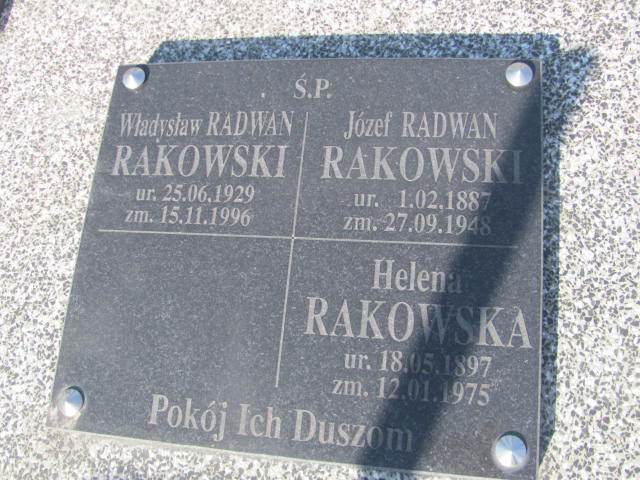 Ś.P.
Władysław RADWAN
RAKOWSKI
ur. 25.06.1929
zm. 15.11.1996
Józef RADWAN
RAKOWSKI
ur. 1.02.1887
zm. 27.09.1948
Helena
RAKOWSKA
ur. 18.05.1897
zm. 12.01.1975
Pokój Ich Duszom